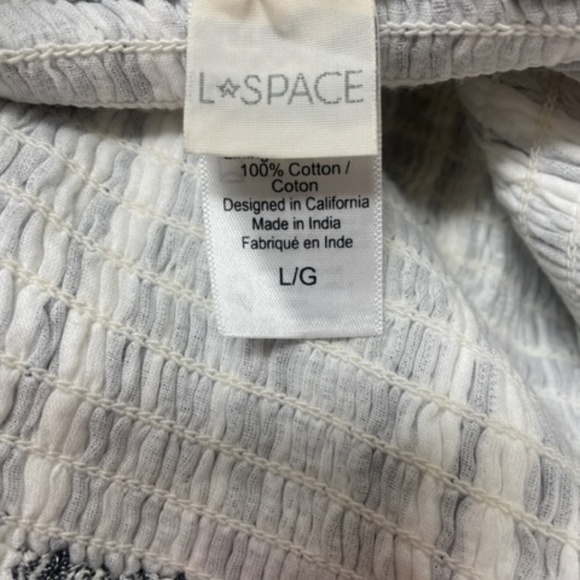 L☆SPACE
100% Cotton /
Coton
Designed in California
Made in India
Fabriqué en Inde
L/G